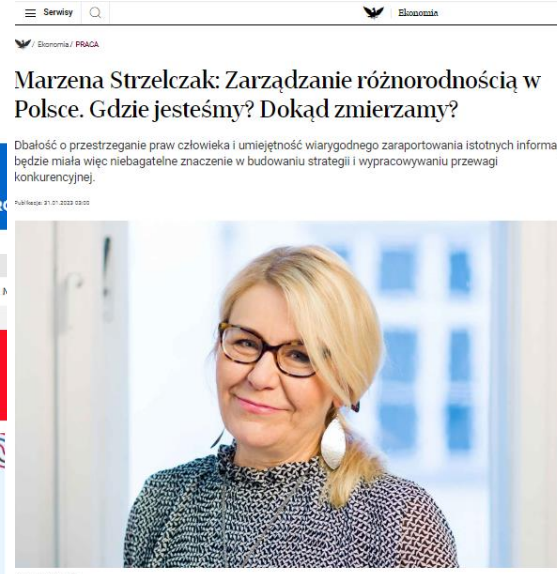 Serwisy
Ekonomia
/ Ekonomia / PRACA
Marzena Strzelczak: Zarządzanie różnorodnością w
Polsce. Gdzie jesteśmy? Dokąd zmierzamy?
Dbałość o przestrzeganie praw człowieka i umiejętność wiarygodnego zaraportowania istotnych informa
będzie miała więc niebagatelne znaczenie w budowaniu strategii i wypracowywaniu przewagi
konkurencyjnej.
Publikacja: 31.01.2023 03:00